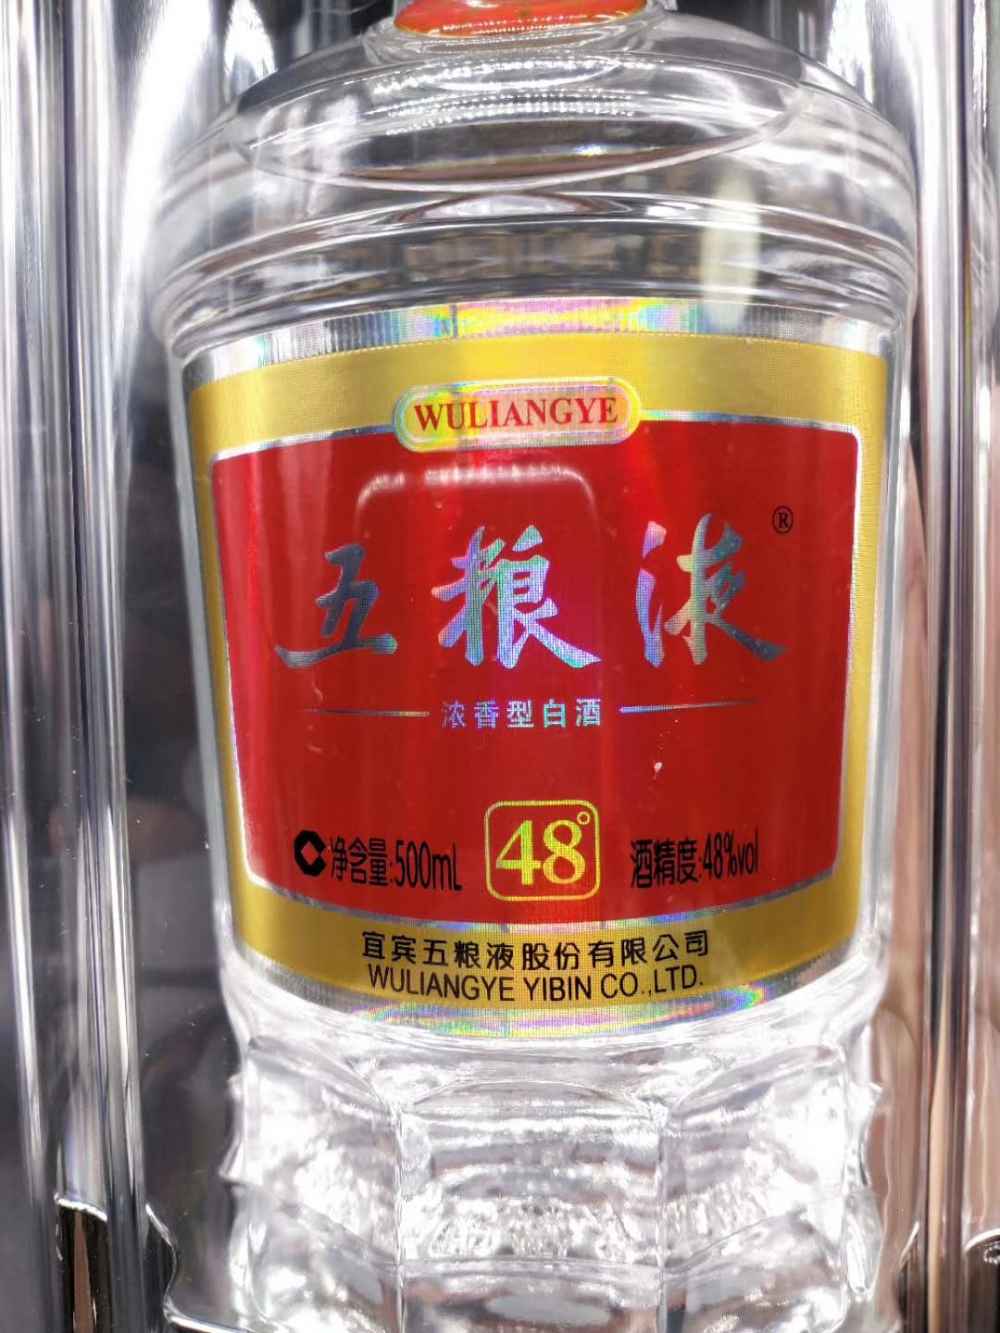 WULIANGYE
五粮液®
浓香型白酒
净含量:500mL 48° 酒精度:48%vol
宜宾五粮液股份有限公司
WULIANGYE YIBIN CO.,LTD.